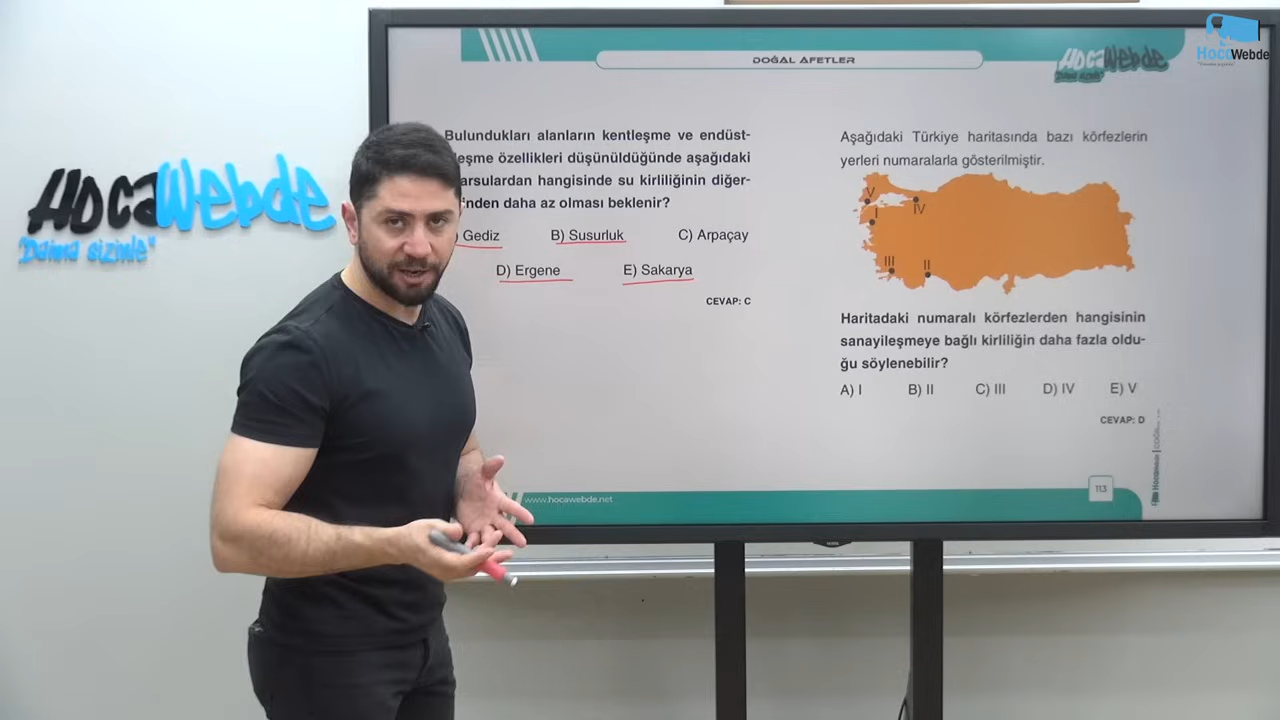 HocaWebde
"Daima sizinle"
DOĞAL AFETLER
HocaWebde
HocaWebde
Bulundukları alanların kentleşme ve endüst-
leşme özellikleri düşünüldüğünde aşağıdaki
arsulardan hangisinde su kirliliğinin diğer-
inden daha az olması beklenir?
Gediz B) Susurluk C) Arpaçay
D) Ergene E) Sakarya
CEVAP: C
Aşağıdaki Türkiye haritasında bazı körfezlerin
yerleri numaralarla gösterilmiştir.
V
IV
I
III
II
Haritadaki numaralı körfezlerden hangisinin
sanayileşmeye bağlı kirliliğin daha fazla oldu-
ğu söylenebilir?
A) I B) II C) III D) IV E) V
CEVAP: D
www.hocawebde.net
113